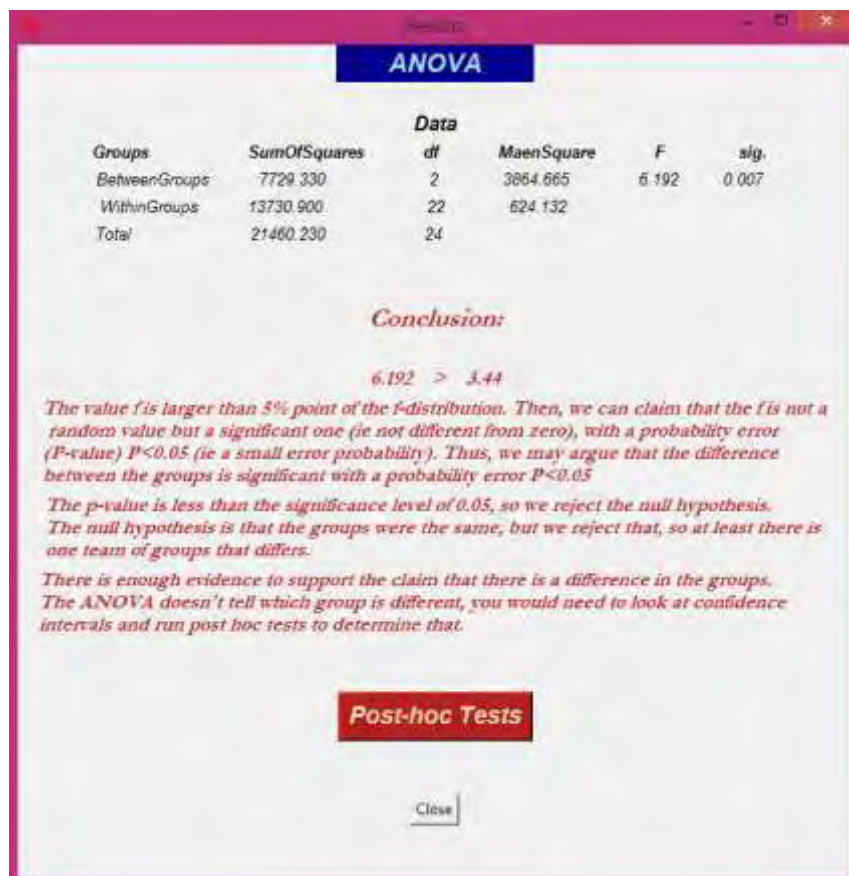 ANOVA
Data
Groups SumOfSquares df MaenSquare F sig.
BetweenGroups 7729.330 2 3864.665 6.192 0.007
WithinGroups 13730.900 22 624.132
Total 21460.230 24
Conclusion:
6.192 > 3.44
The value f is larger than 5% point of the f-distribution. Then, we can claim that the f is not a
random value but a significant one (ie not different from zero), with a probability error
(P-value) P<0.05 (ie a small error probability). Thus, we may argue that the difference
between the groups is significant with a probability error P<0.05
The p-value is less than the significance level of 0.05, so we reject the null hypothesis.
The null hypothesis is that the groups were the same, but we reject that, so at least there is
one team of groups that differs.
There is enough evidence to support the claim that there is a difference in the groups.
The ANOVA doesn't tell which group is different, you would need to look at confidence
intervals and run post hoc tests to determine that.
Post-hoc Tests
Close